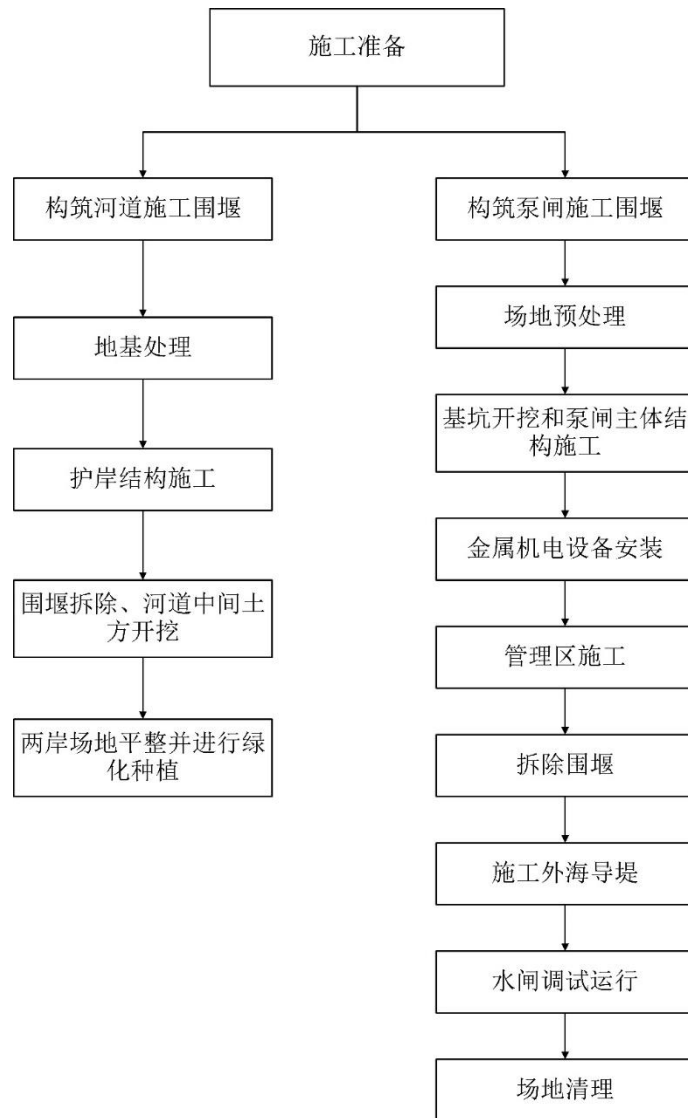 施工准备
构筑河道施工围堰
地基处理
护岸结构施工
围堰拆除、河道中间土
方开挖
两岸场地平整并进行绿
化种植
构筑泵闸施工围堰
场地预处理
基坑开挖和泵闸主体结
构施工
金属机电设备安装
管理区施工
拆除围堰
施工外海导堤
水闸调试运行
场地清理